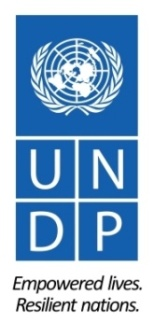 U N
D P
Empowered lives.
Resilient nations.